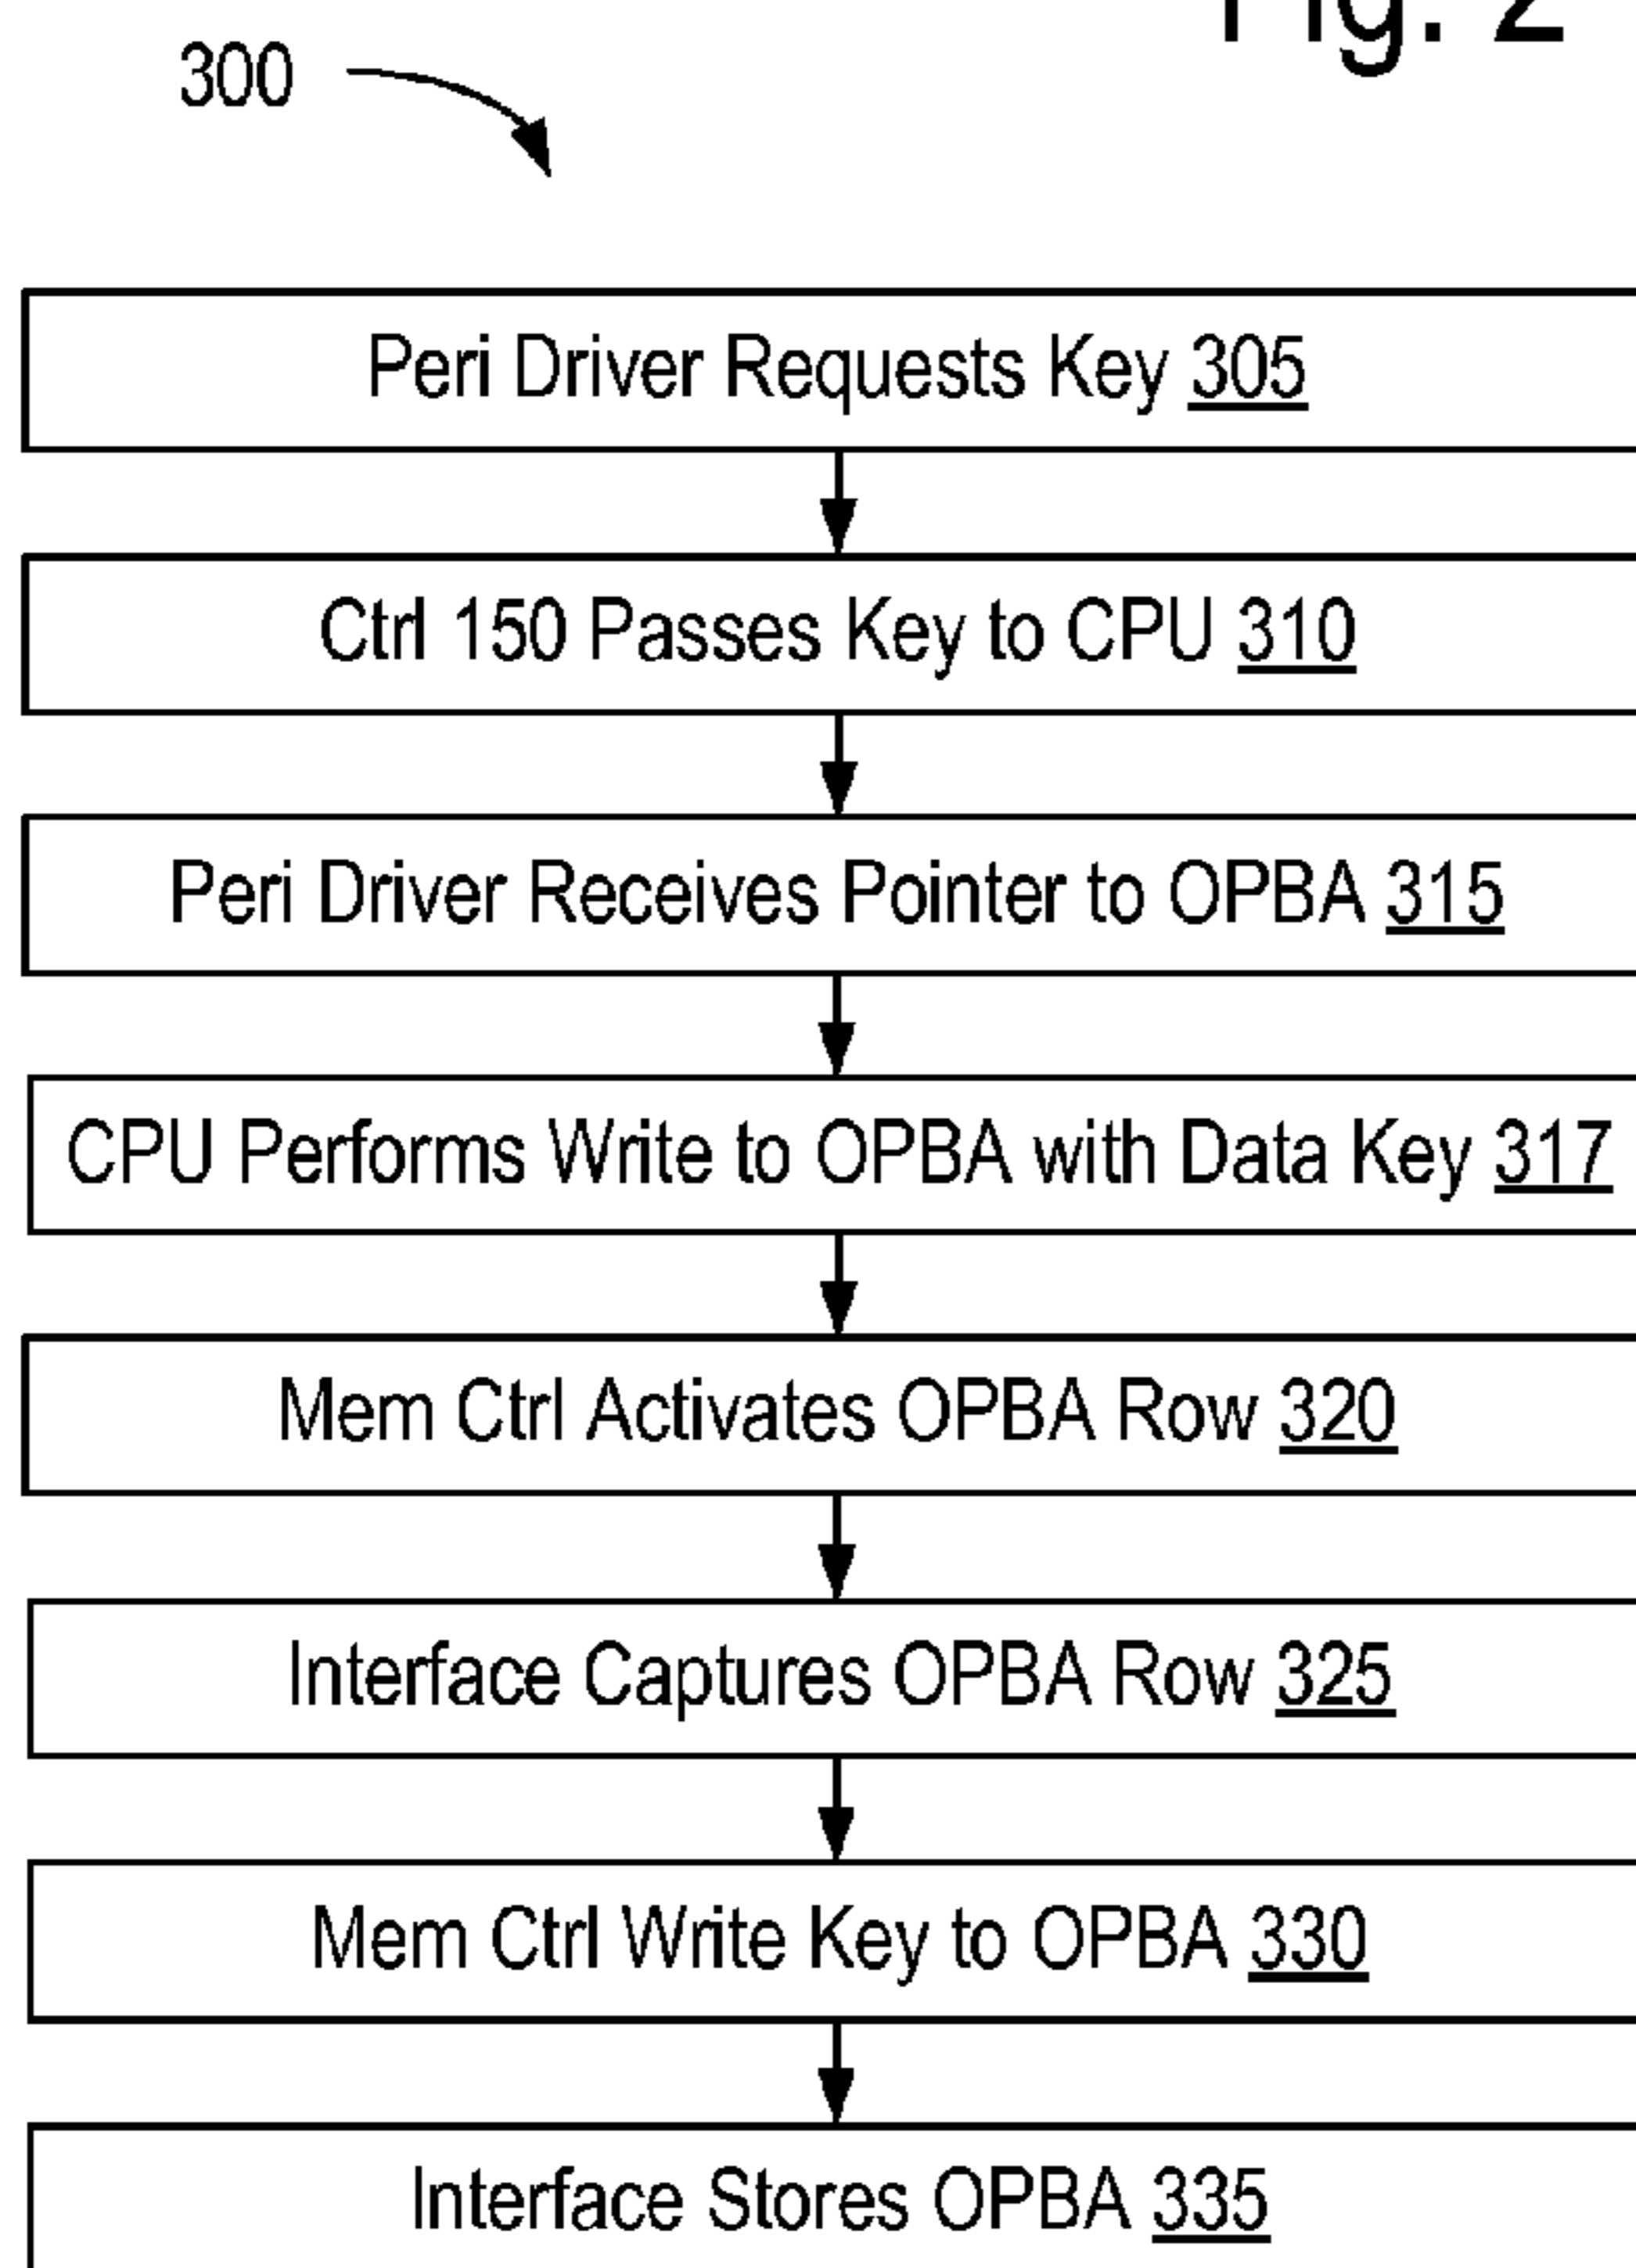 Fig. 2
300
Peri Driver Requests Key 305
Ctrl 150 Passes Key to CPU 310
Peri Driver Receives Pointer to OPBA 315
CPU Performs Write to OPBA with Data Key 317
Mem Ctrl Activates OPBA Row 320
Interface Captures OPBA Row 325
Mem Ctrl Write Key to OPBA 330
Interface Stores OPBA 335